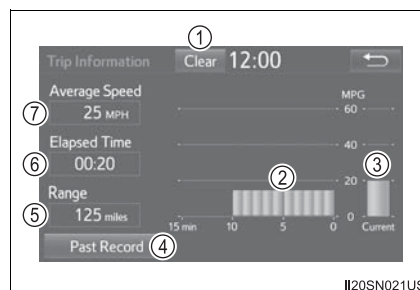 1
Trip Information Clear 12:00
Average Speed MPG
7 25 MPH 60
Elapsed Time 40
6 00:20 2 3
Range 20
5 125 miles 0
15 min 10 5 0 Current
Past Record 4
II20SN021US